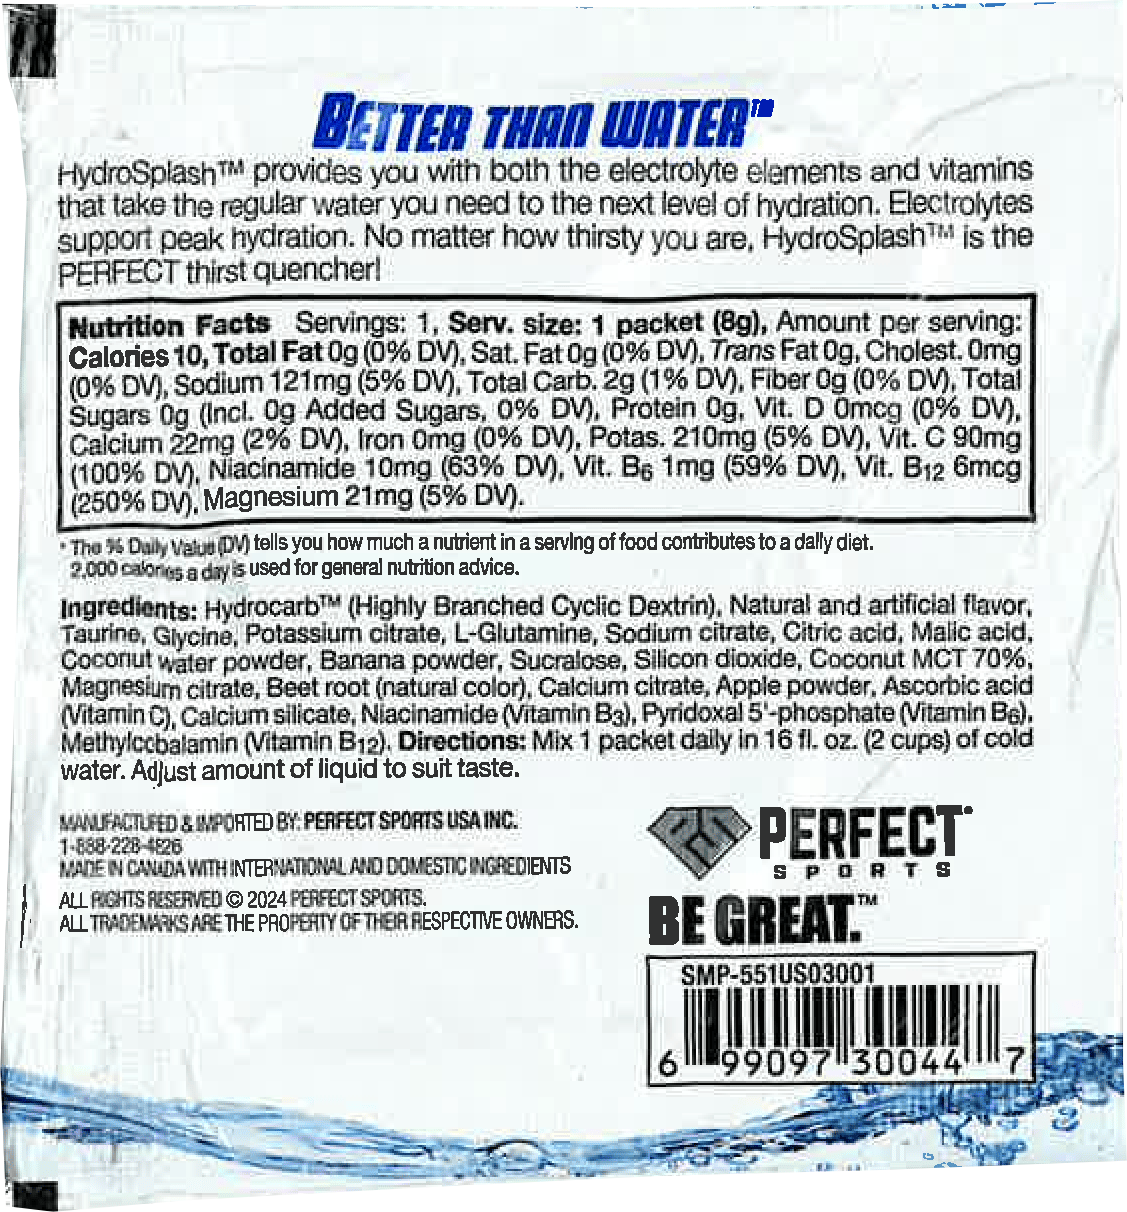 BETTER THAN WATER™
HydroSplash™ provides you with both the electrolyte elements and vitamins
that take the regular water you need to the next level of hydration. Electrolytes
support peak hydration. No matter how thirsty you are, HydroSplash™ is the
PERFECT thirst quencher!
Nutrition Facts Servings: 1, Serv. size: 1 packet (8g), Amount per serving:
Calories 10, Total Fat 0g (0% DV), Sat. Fat 0g (0% DV), Trans Fat 0g, Cholest. 0mg
(0% DV), Sodium 121mg (5% DV), Total Carb. 2g (1% DV), Fiber 0g (0% DV), Total
Sugars 0g (Incl. 0g Added Sugars, 0% DV), Protein 0g, Vit. D 0mcg (0% DV),
Calcium 22mg (2% DV), Iron 0mg (0% DV), Potas. 210mg (5% DV), Vit. C 90mg
(100% DV), Niacinamide 10mg (63% DV), Vit. B6 1mg (59% DV), Vit. B12 6mcg
(250% DV), Magnesium 21mg (5% DV).
* The % Daily Value (DV) tells you how much a nutrient in a serving of food contributes to a daily diet.
2,000 calories a day is used for general nutrition advice.
Ingredients: Hydrocarb™ (Highly Branched Cyclic Dextrin), Natural and artificial flavor,
Taurine, Glycine, Potassium citrate, L-Glutamine, Sodium citrate, Citric acid, Malic acid,
Coconut water powder, Banana powder, Sucralose, Silicon dioxide, Coconut MCT 70%,
Magnesium citrate, Beet root (natural color), Calcium citrate, Apple powder, Ascorbic acid
(Vitamin C), Calcium silicate, Niacinamide (Vitamin B3), Pyridoxal 5'-phosphate (Vitamin B6),
Methylcobalamin (Vitamin B12). Directions: Mix 1 packet daily in 16 fl. oz. (2 cups) of cold
water. Adjust amount of liquid to suit taste.
MANUFACTURED & IMPORTED BY: PERFECT SPORTS USA INC.
1-888-228-4826
MADE IN CANADA WITH INTERNATIONAL AND DOMESTIC INGREDIENTS
ALL RIGHTS RESERVED © 2024 PERFECT SPORTS.
ALL TRADEMARKS ARE THE PROPERTY OF THEIR RESPECTIVE OWNERS.
PERFECT
SPORTS
BE GREAT.™
SMP-551US03001
6 99097 30044 7